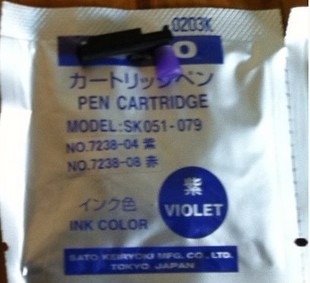 0203K
カートリッジペン
PEN CARTRIDGE
MODEL:SK051-079
NO.7238-04 紫
NO.7238-08 赤
インク色
INK COLOR
紫
VIOLET
SATO KEIRYOKI MFG. CO., LTD.
TOKYO JAPAN